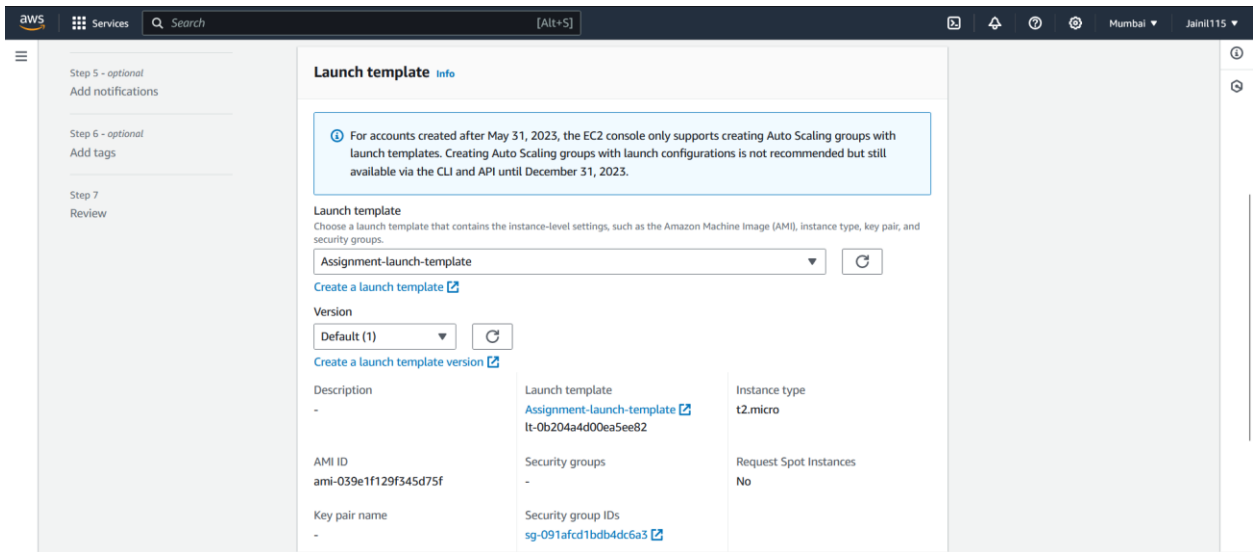 aws
Services
Search
[Alt+S]
Mumbai
Jainil115
Step 5 - optional
Add notifications
Step 6 - optional
Add tags
Step 7
Review
Launch template Info
For accounts created after May 31, 2023, the EC2 console only supports creating Auto Scaling groups with
launch templates. Creating Auto Scaling groups with launch configurations is not recommended but still
available via the CLI and API until December 31, 2023.
Launch template
Choose a launch template that contains the instance-level settings, such as the Amazon Machine Image (AMI), instance type, key pair, and
security groups.
Assignment-launch-template
Create a launch template
Version
Default (1)
Create a launch template version
Description
-
Launch template
Assignment-launch-template
lt-0b204a4d00ea5ee82
Instance type
t2.micro
AMI ID
ami-039e1f129f345d75f
Security groups
-
Request Spot Instances
No
Key pair name
-
Security group IDs
sg-091afcd1bdb4dc6a3